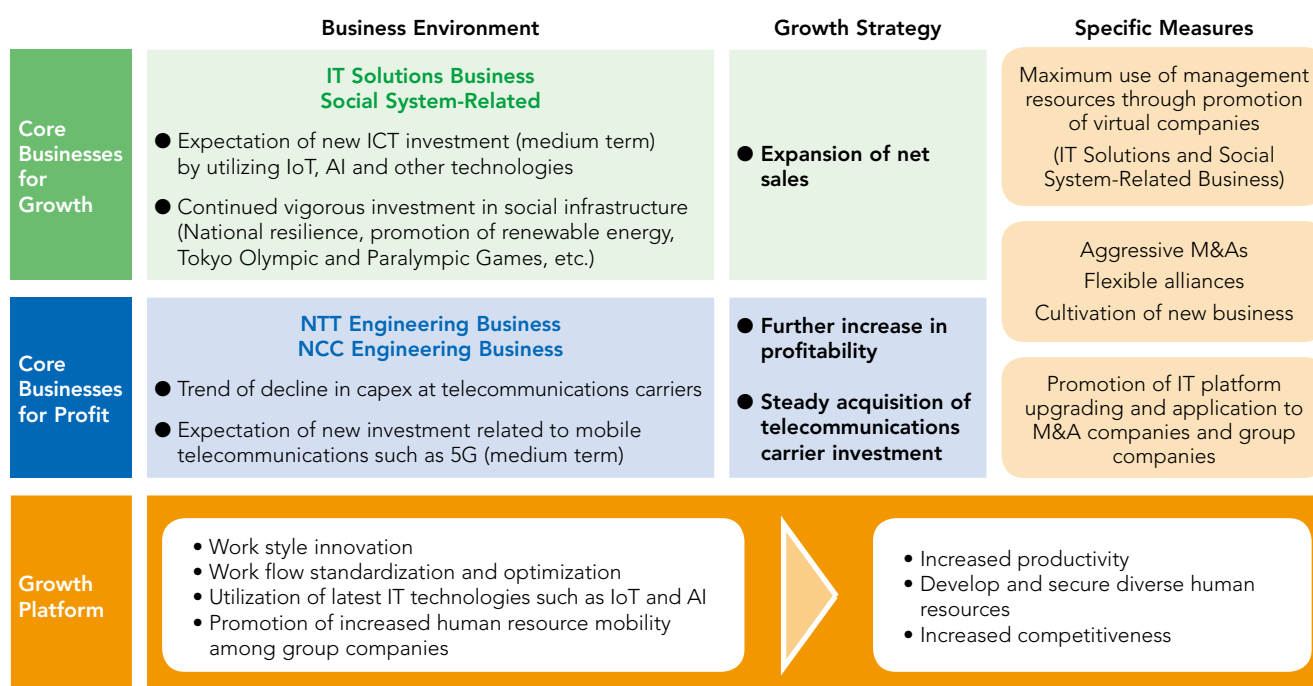 Business Environment
Growth Strategy
Specific Measures
Core
Businesses
for
Growth
IT Solutions Business
Social System-Related
● Expectation of new ICT investment (medium term)
by utilizing IoT, AI and other technologies
● Continued vigorous investment in social infrastructure
(National resilience, promotion of renewable energy,
Tokyo Olympic and Paralympic Games, etc.)
● Expansion of net
sales
Maximum use of management
resources through promotion
of virtual companies
(IT Solutions and Social
System-Related Business)
Aggressive M&As
Flexible alliances
Cultivation of new business
Core
Businesses
for Profit
NTT Engineering Business
NCC Engineering Business
● Trend of decline in capex at telecommunications carriers
● Expectation of new investment related to mobile
telecommunications such as 5G (medium term)
● Further increase in
profitability
● Steady acquisition of
telecommunications
carrier investment
Promotion of IT platform
upgrading and application to
M&A companies and group
companies
Growth
Platform
• Work style innovation
• Work flow standardization and optimization
• Utilization of latest IT technologies such as IoT and AI
• Promotion of increased human resource mobility
among group companies
• Increased productivity
• Develop and secure diverse human
resources
• Increased competitiveness